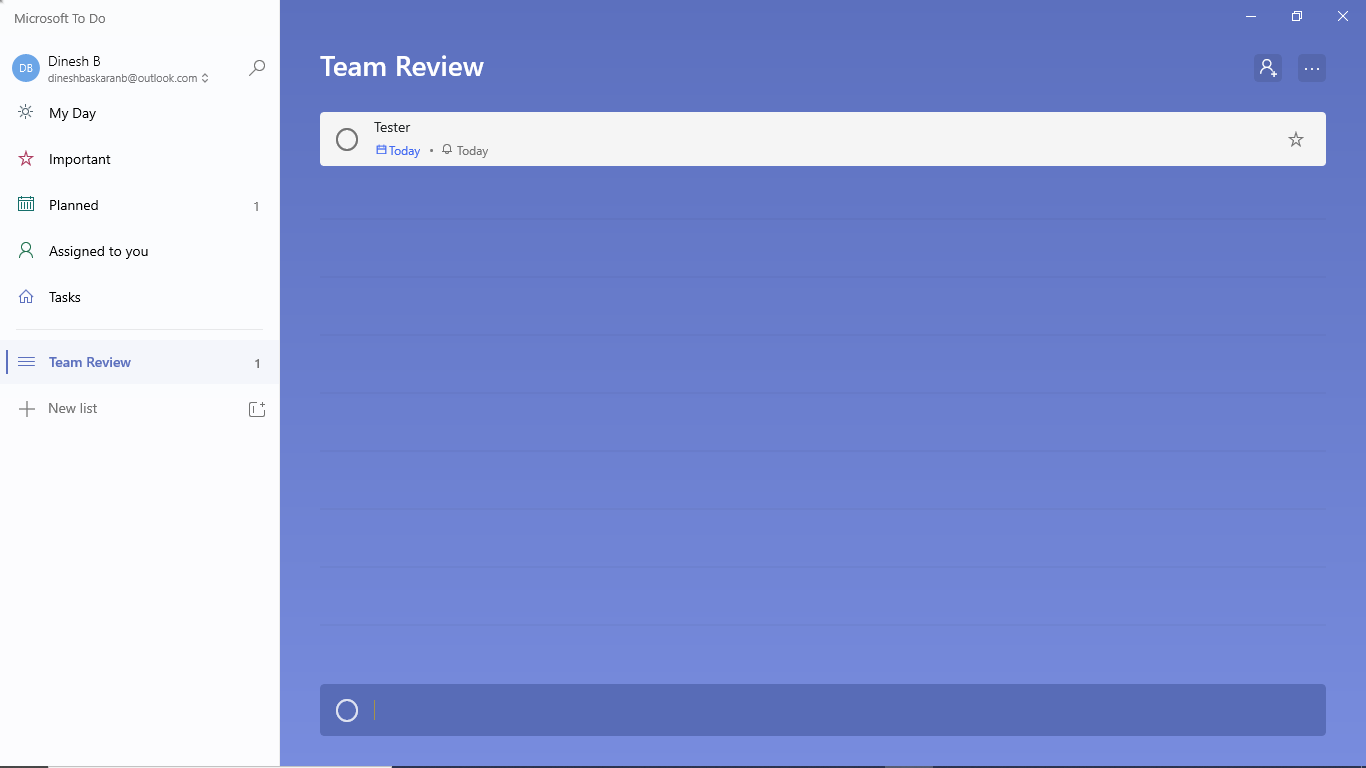 Microsoft To Do
DB
Dinesh B
dineshbaskaranb@outlook.com
My Day
Important
Planned
1
Assigned to you
Tasks
Team Review
1
New list
Team Review
Tester
Today • Today